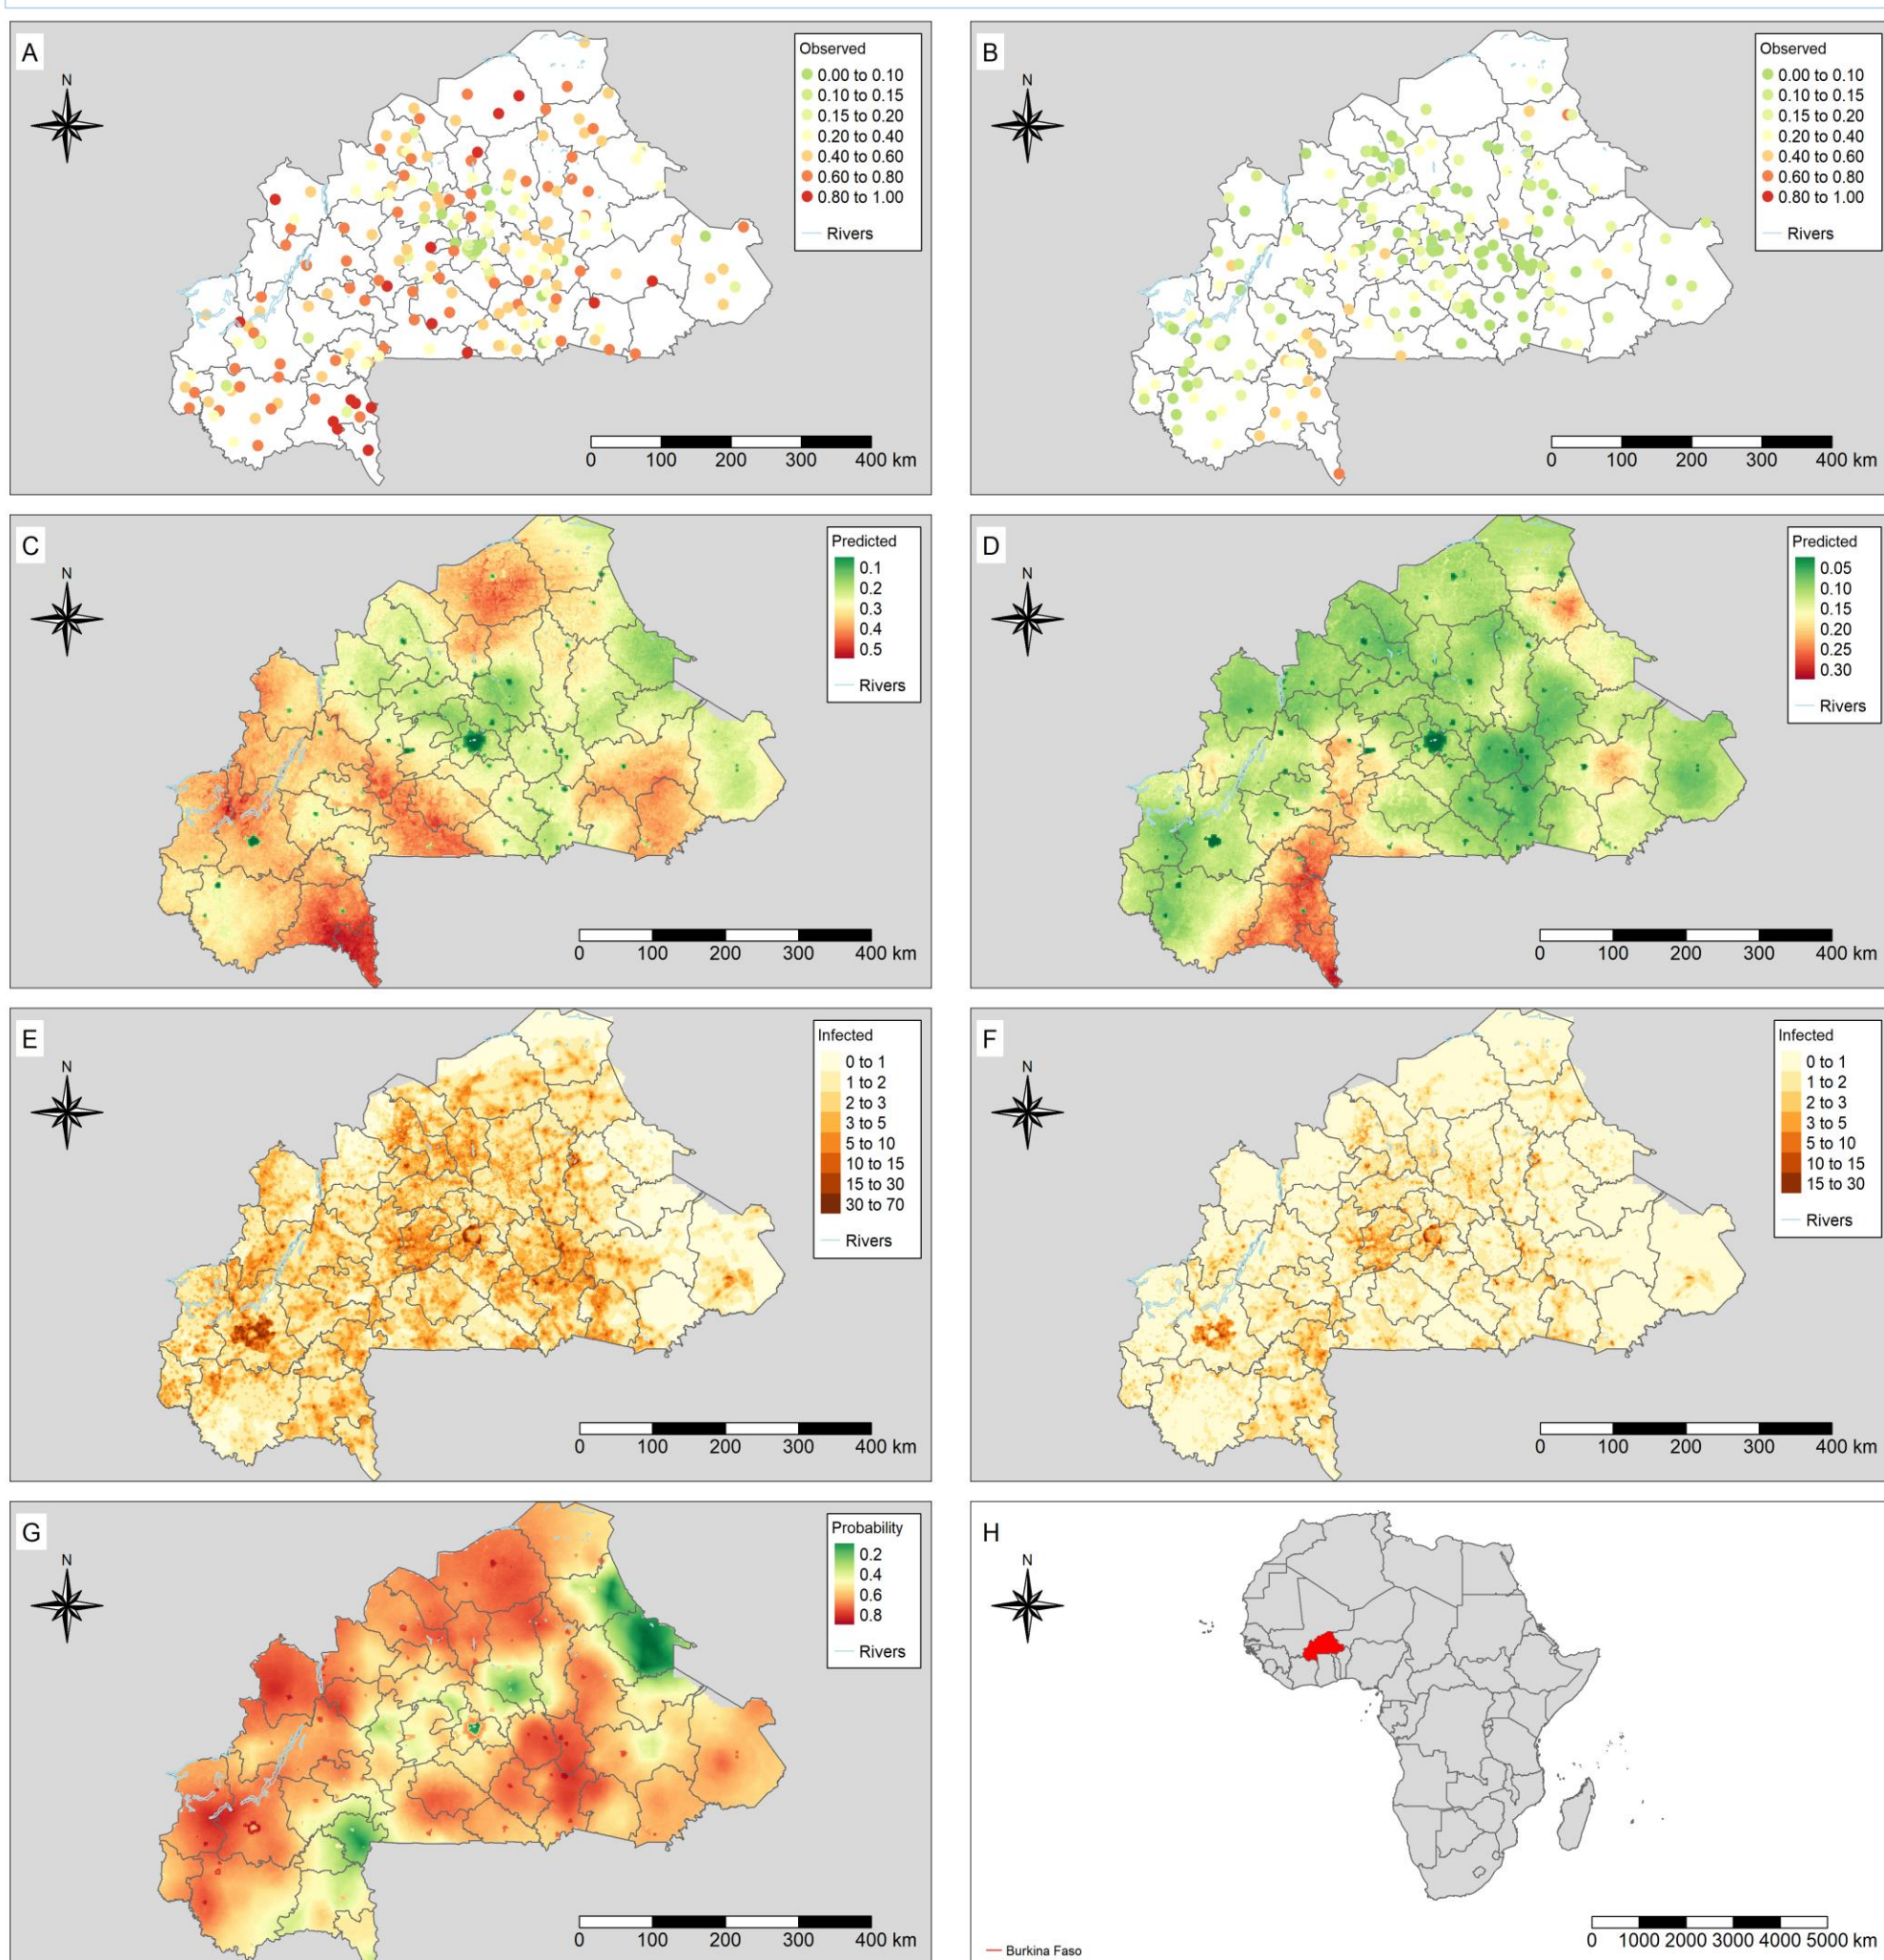 A
N
Observed
0.00 to 0.10
0.10 to 0.15
0.15 to 0.20
0.20 to 0.40
0.40 to 0.60
0.60 to 0.80
0.80 to 1.00
Rivers
0 100 200 300 400 km
B
N
Observed
0.00 to 0.10
0.10 to 0.15
0.15 to 0.20
0.20 to 0.40
0.40 to 0.60
0.60 to 0.80
0.80 to 1.00
Rivers
0 100 200 300 400 km
C
N
Predicted
0.1
0.2
0.3
0.4
0.5
Rivers
0 100 200 300 400 km
D
N
Predicted
0.05
0.10
0.15
0.20
0.25
0.30
Rivers
0 100 200 300 400 km
E
N
Infected
0 to 1
1 to 2
2 to 3
3 to 5
5 to 10
10 to 15
15 to 30
30 to 70
Rivers
0 100 200 300 400 km
F
N
Infected
0 to 1
1 to 2
2 to 3
3 to 5
5 to 10
10 to 15
15 to 30
Rivers
0 100 200 300 400 km
G
N
Probability
0.2
0.4
0.6
0.8
Rivers
0 100 200 300 400 km
H
N
Burkina Faso
0 1000 2000 3000 4000 5000 km